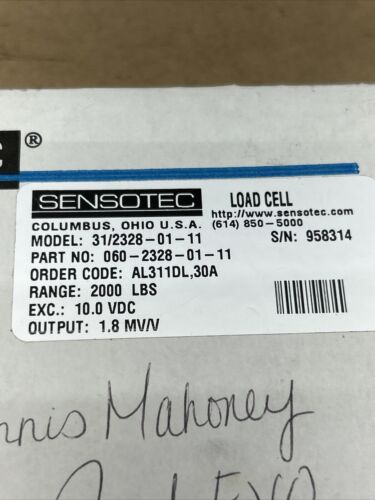 ®
SENSOTEC LOAD CELL
http://www.sensotec.com
COLUMBUS, OHIO U.S.A. (614) 850-5000
MODEL: 31/2328-01-11 S/N: 958314
PART NO: 060-2328-01-11
ORDER CODE: AL311DL,30A
RANGE: 2000 LBS
EXC.: 10.0 VDC
OUTPUT: 1.8 MV/V
Mahoney